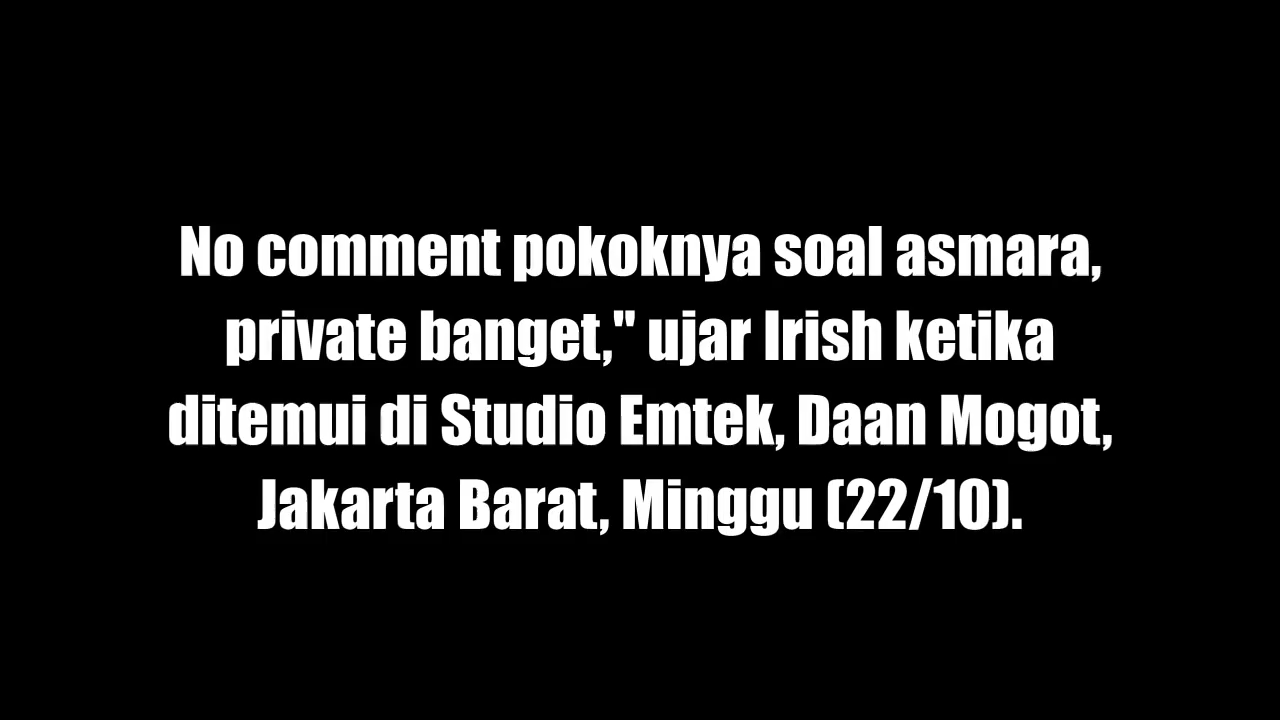 No comment pokoknya soal asmara,
private banget," ujar Irish ketika
ditemui di Studio Emtek, Daan Mogot,
Jakarta Barat, Minggu (22/10).